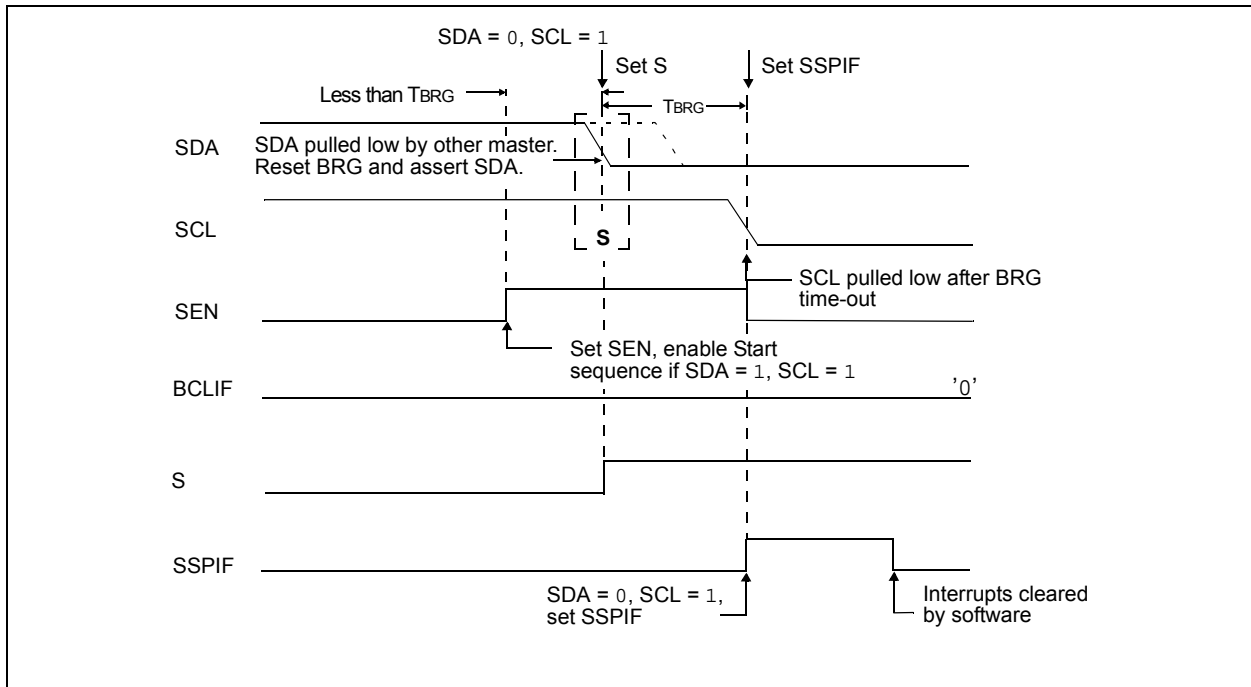 SDA = 0, SCL = 1
Set S
Set SSPIF
Less than TBRG
TBRG
SDA
SDA pulled low by other master.
Reset BRG and assert SDA.
SCL
S
SCL pulled low after BRG
time-out
SEN
Set SEN, enable Start
sequence if SDA = 1, SCL = 1
BCLIF
'0'
S
SSPIF
SDA = 0, SCL = 1,
set SSPIF
Interrupts cleared
by software